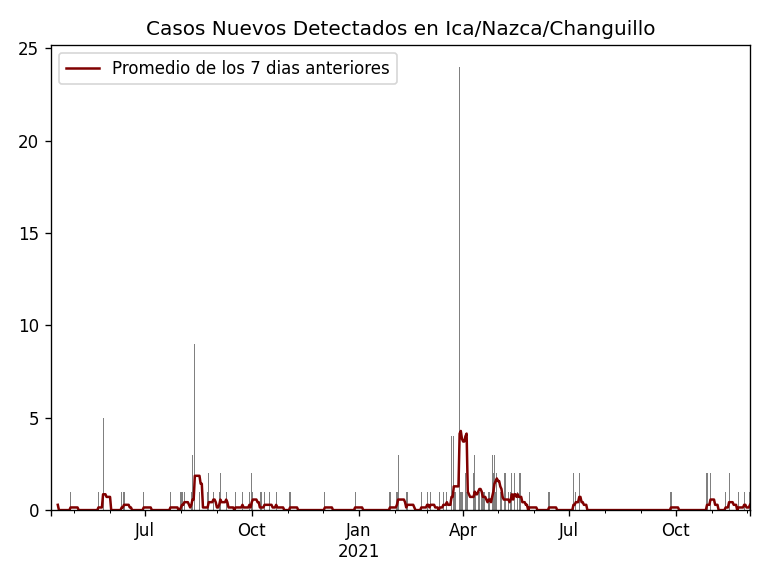 Casos Nuevos Detectados en Ica/Nazca/Changuillo
Promedio de los 7 dias anteriores
25
20
15
10
5
0
Jul Oct Jan Apr Jul Oct
2021